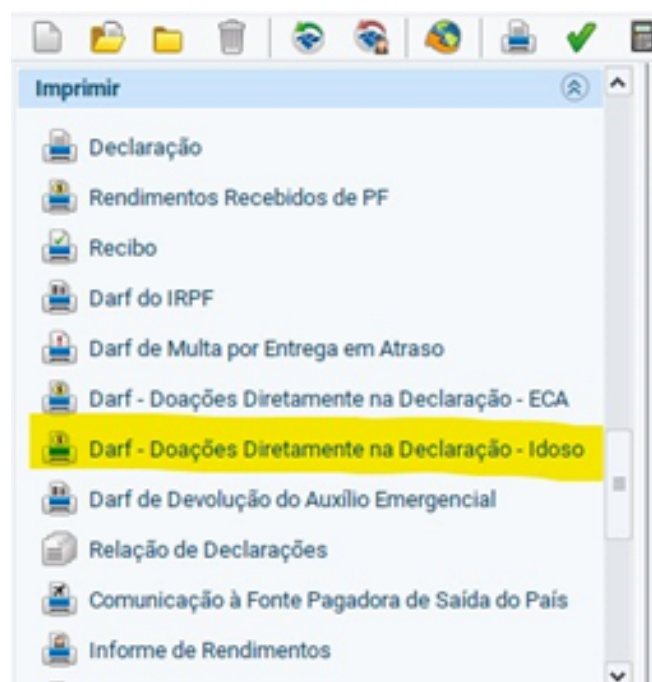 Imprimir
Declaração
Rendimentos Recebidos de PF
Recibo
Darf do IRPF
Darf de Multa por Entrega em Atraso
Darf - Doações Diretamente na Declaração - ECA
Darf - Doações Diretamente na Declaração - Idoso
Darf de Devolução do Auxílio Emergencial
Relação de Declarações
Comunicação à Fonte Pagadora de Saída do País
Informe de Rendimentos